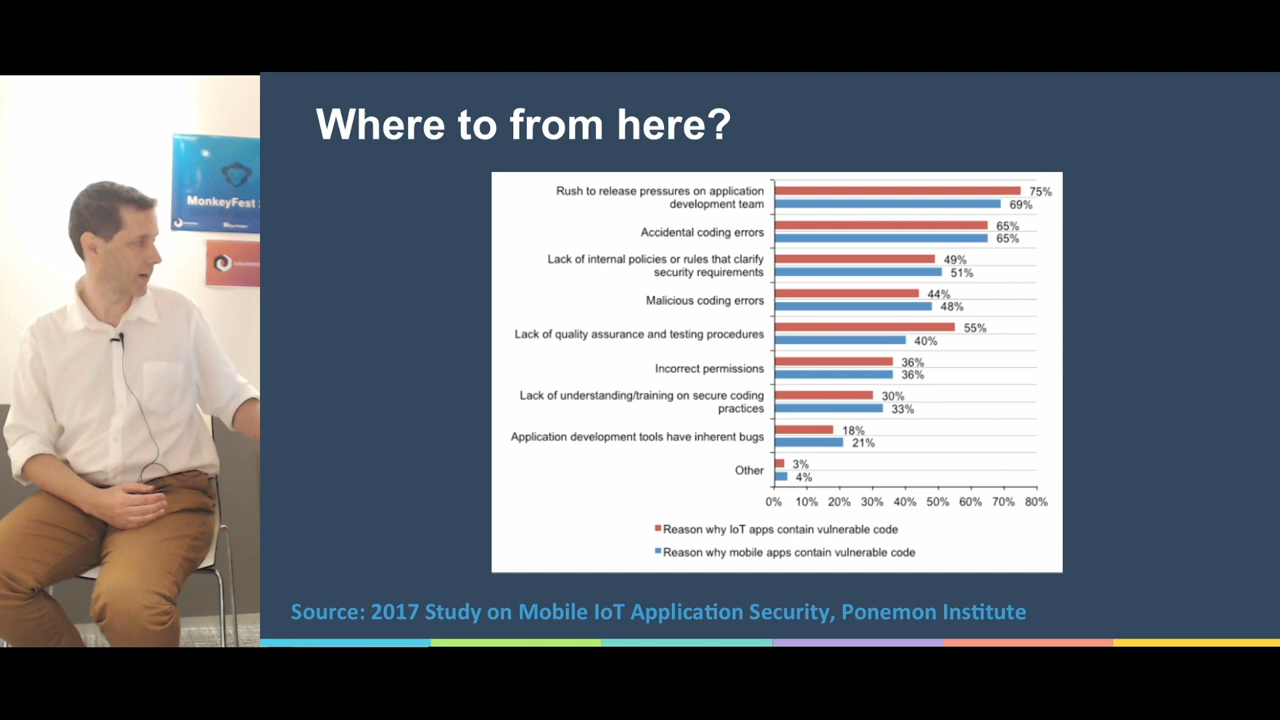 Where to from here?
MonkeyFest
Rush to release pressures on application
development team
75%
69%
Accidental coding errors
65%
65%
Lack of internal policies or rules that clarify
security requirements
49%
51%
Malicious coding errors
44%
48%
Lack of quality assurance and testing procedures
55%
40%
Incorrect permissions
36%
36%
Lack of understanding/training on secure coding
practices
30%
33%
Application development tools have inherent bugs
18%
21%
Other
3%
4%
0% 10% 20% 30% 40% 50% 60% 70% 80%
Reason why IoT apps contain vulnerable code
Reason why mobile apps contain vulnerable code
Source: 2017 Study on Mobile IoT Application Security, Ponemon Institute